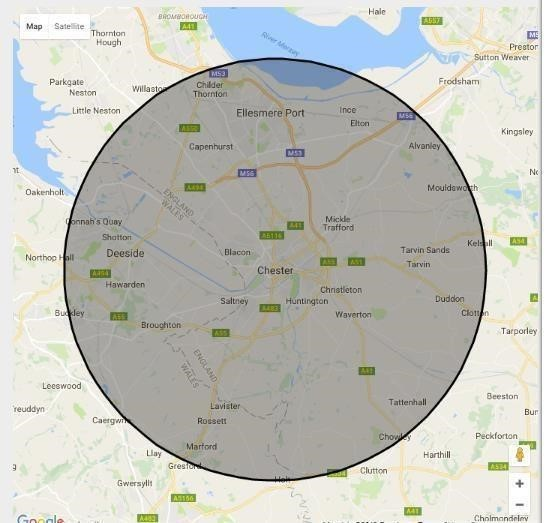 Hale
BROMBOROUGH
A557
Map Satellite
A41
M5
Thornton
Hough
River Mersey
Preston
Sutton Weaver
M53
Parkgate
Neston
Willaston
Childer
Thornton
Frodsham
Little Neston
Ellesmere Port
Ince
Elton
M56
A550
Kingsley
Capenhurst
Alvanley
M53
M56
A494
Mouldsworth
Oakenholt
ENGLAND
WALES
Connah's Quay
Mickle
Trafford
A41
Shotton
A5116
Kelsall
A54
Northop Hall
Deeside
Blacon
Tarvin Sands
A55
A51
Tarvin
Chester
A494
Hawarden
Christleton
Saltney
Huntington
Duddon
A483
Clotton
Buckley
A55
Waverton
Broughton
A55
Tarporley
ENGLAND
WALES
A41
Leeswood
Beeston
Treuddyn
Lavister
Tattenhall
Rossett
Caergwrle
Chowley
Peckforton
Marford
Llay
Harthill
Gresford
Clutton
A534
A534
Holt
Gwersyllt
+
A5156
−
A41
A483
Google
Cholmondeley